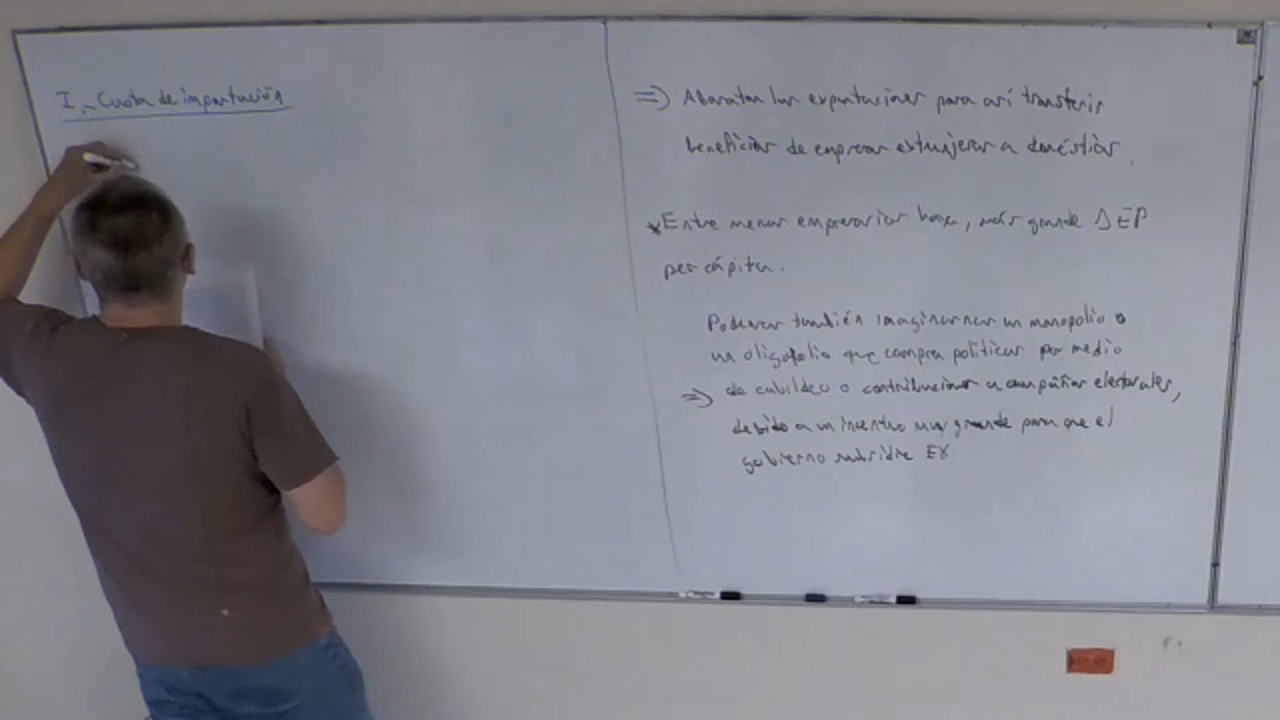 I.- Cuota de importación
=> Abaratan las exportaciones para así transferir
beneficios de empresas extranjeras a domésticas.
* Entre menos empresarios haya, más grande Δ EP
per cápita.
Podemos también imaginarnos un monopolio o
un oligopolio que compra políticos por medio
=> de cabildeo o contribuciones a campañas electorales,
debido a un incentivo muy grande para que el
gobierno subsidie EX